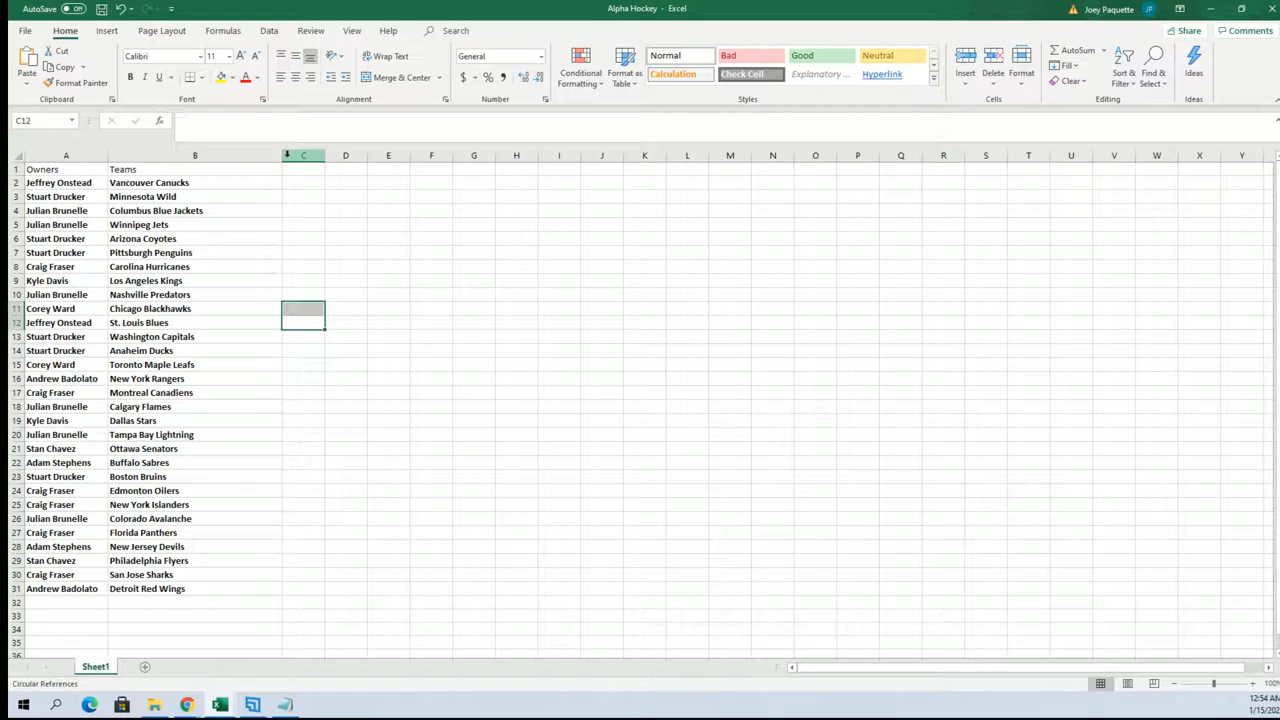 AutoSave Off
Alpha Hockey - Excel
Joey Paquette JP
File Home Insert Page Layout Formulas Data Review View Help Search
Share Comments
Paste Cut Copy Format Painter
Calibri 11
B I U
Wrap Text
Merge & Center
General
$ % 9
Conditional Formatting
Format as Table
Normal Bad Good Neutral
Calculation Check Cell Explanatory ... Hyperlink
Insert Delete Format
AutoSum
Fill
Clear
Sort & Filter
Find & Select
Ideas
Clipboard Font Alignment Number Styles Cells Editing Ideas
C12 fx
A B C D E F G H I J K L M N O P Q R S T U V W X Y
1 Owners Teams
2 Jeffrey Onstead Vancouver Canucks
3 Stuart Drucker Minnesota Wild
4 Julian Brunelle Columbus Blue Jackets
5 Julian Brunelle Winnipeg Jets
6 Stuart Drucker Arizona Coyotes
7 Stuart Drucker Pittsburgh Penguins
8 Craig Fraser Carolina Hurricanes
9 Kyle Davis Los Angeles Kings
10 Julian Brunelle Nashville Predators
11 Corey Ward Chicago Blackhawks
12 Jeffrey Onstead St. Louis Blues
13 Stuart Drucker Washington Capitals
14 Stuart Drucker Anaheim Ducks
15 Corey Ward Toronto Maple Leafs
16 Andrew Badolato New York Rangers
17 Craig Fraser Montreal Canadiens
18 Julian Brunelle Calgary Flames
19 Kyle Davis Dallas Stars
20 Julian Brunelle Tampa Bay Lightning
21 Stan Chavez Ottawa Senators
22 Adam Stephens Buffalo Sabres
23 Stuart Drucker Boston Bruins
24 Craig Fraser Edmonton Oilers
25 Craig Fraser New York Islanders
26 Julian Brunelle Colorado Avalanche
27 Craig Fraser Florida Panthers
28 Adam Stephens New Jersey Devils
29 Stan Chavez Philadelphia Flyers
30 Craig Fraser San Jose Sharks
31 Andrew Badolato Detroit Red Wings
32
33
34
35
36
Sheet1
Circular References
100%
12:54 AM
1/15/202